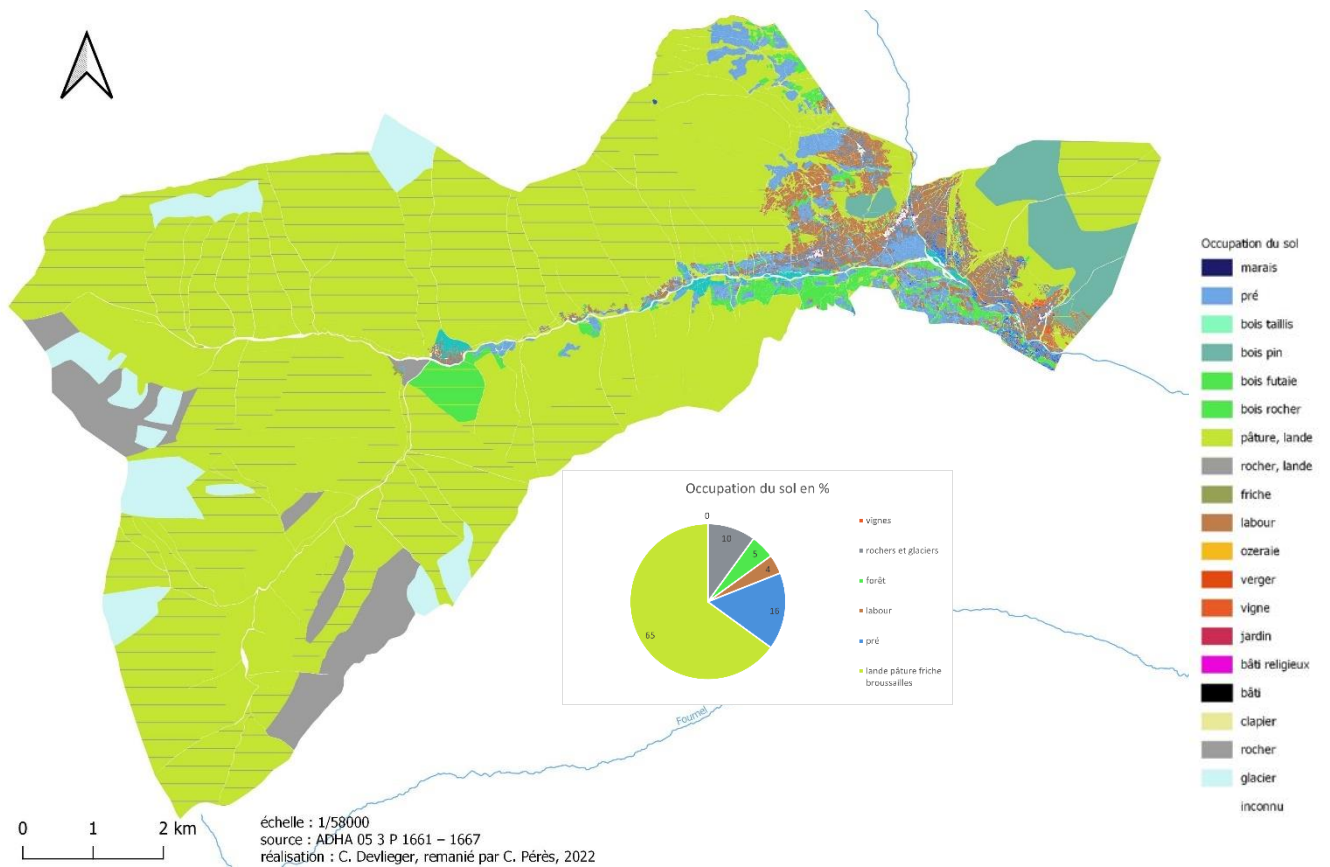 Occupation du sol
marais
pré
bois taillis
bois pin
bois futaie
bois rocher
pâture, lande
rocher, lande
friche
labour
ozeraie
verger
vigne
jardin
bâti religieux
bâti
clapier
rocher
glacier
inconnu
Occupation du sol en %
0
10
5
4
16
65
vignes
rochers et glaciers
forêt
labour
pré
lande pâture friche
broussailles
Fournel
0 1 2 km
échelle : 1/58000
source : ADHA 05 3 P 1661 – 1667
réalisation : C. Devlieger, remanié par C. Pérès, 2022